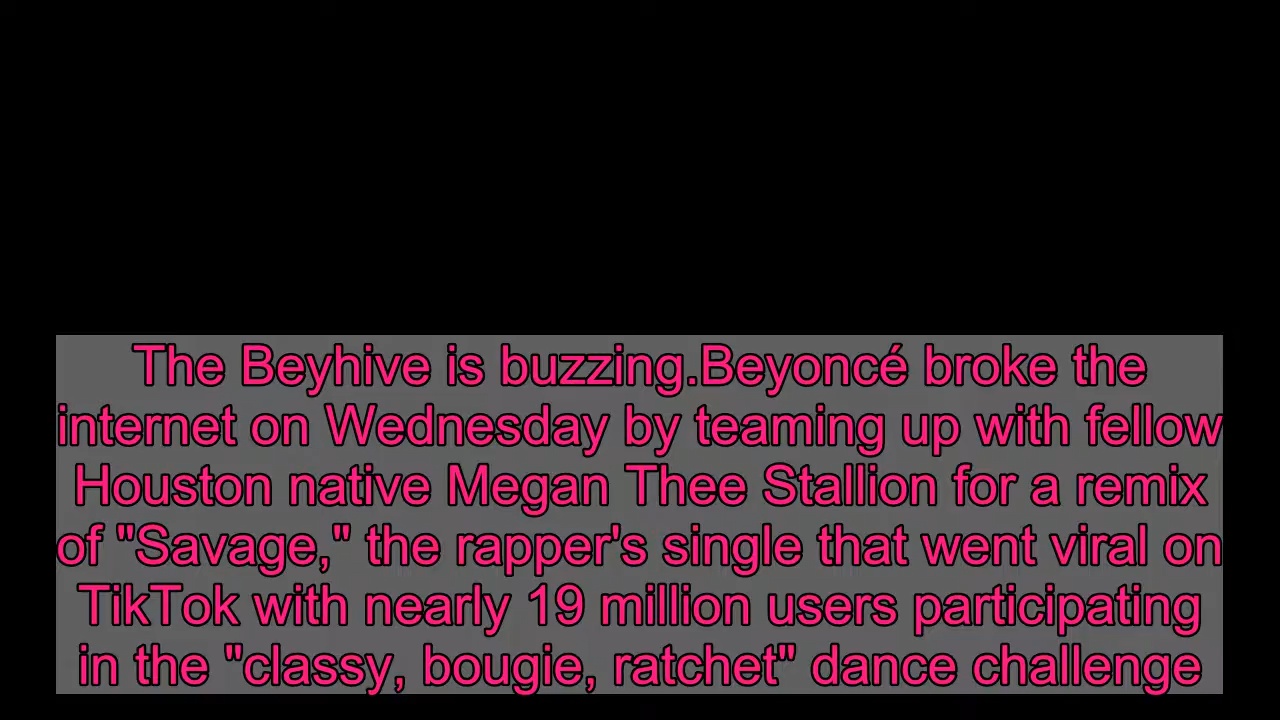 The Beyhive is buzzing.Beyoncé broke the
internet on Wednesday by teaming up with fellow
Houston native Megan Thee Stallion for a remix
of "Savage," the rapper's single that went viral on
TikTok with nearly 19 million users participating
in the "classy, bougie, ratchet" dance challenge